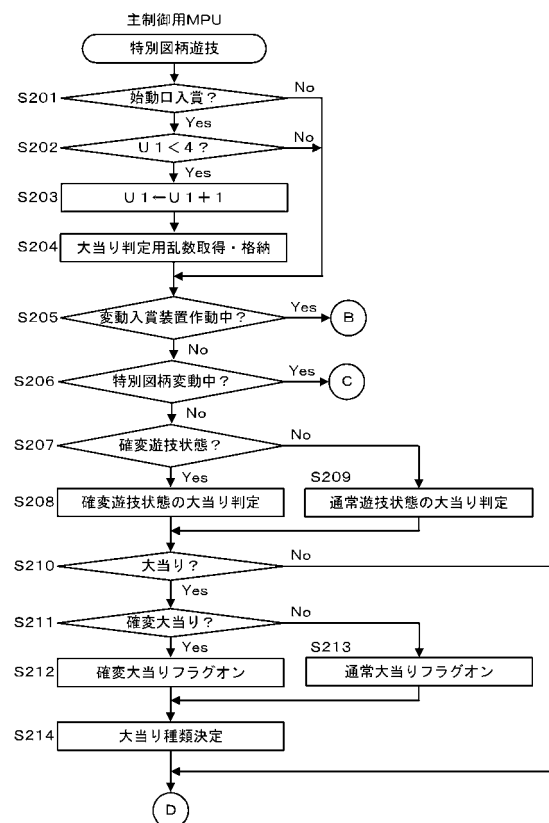 主制御用MPU
特別図柄遊技
S201
始動口入賞？
No
Yes
S202
U1＜4？
No
Yes
S203
U1←U1+1
S204
大当り判定用乱数取得・格納
S205
変動入賞装置作動中？
Yes
B
No
S206
特別図柄変動中？
Yes
C
No
S207
確変遊技状態？
No
Yes
S209
S208
確変遊技状態の大当り判定
通常遊技状態の大当り判定
S210
大当り？
No
Yes
S211
確変大当り？
No
Yes
S213
S212
確変大当りフラグオン
通常大当りフラグオン
S214
大当り種類決定
D